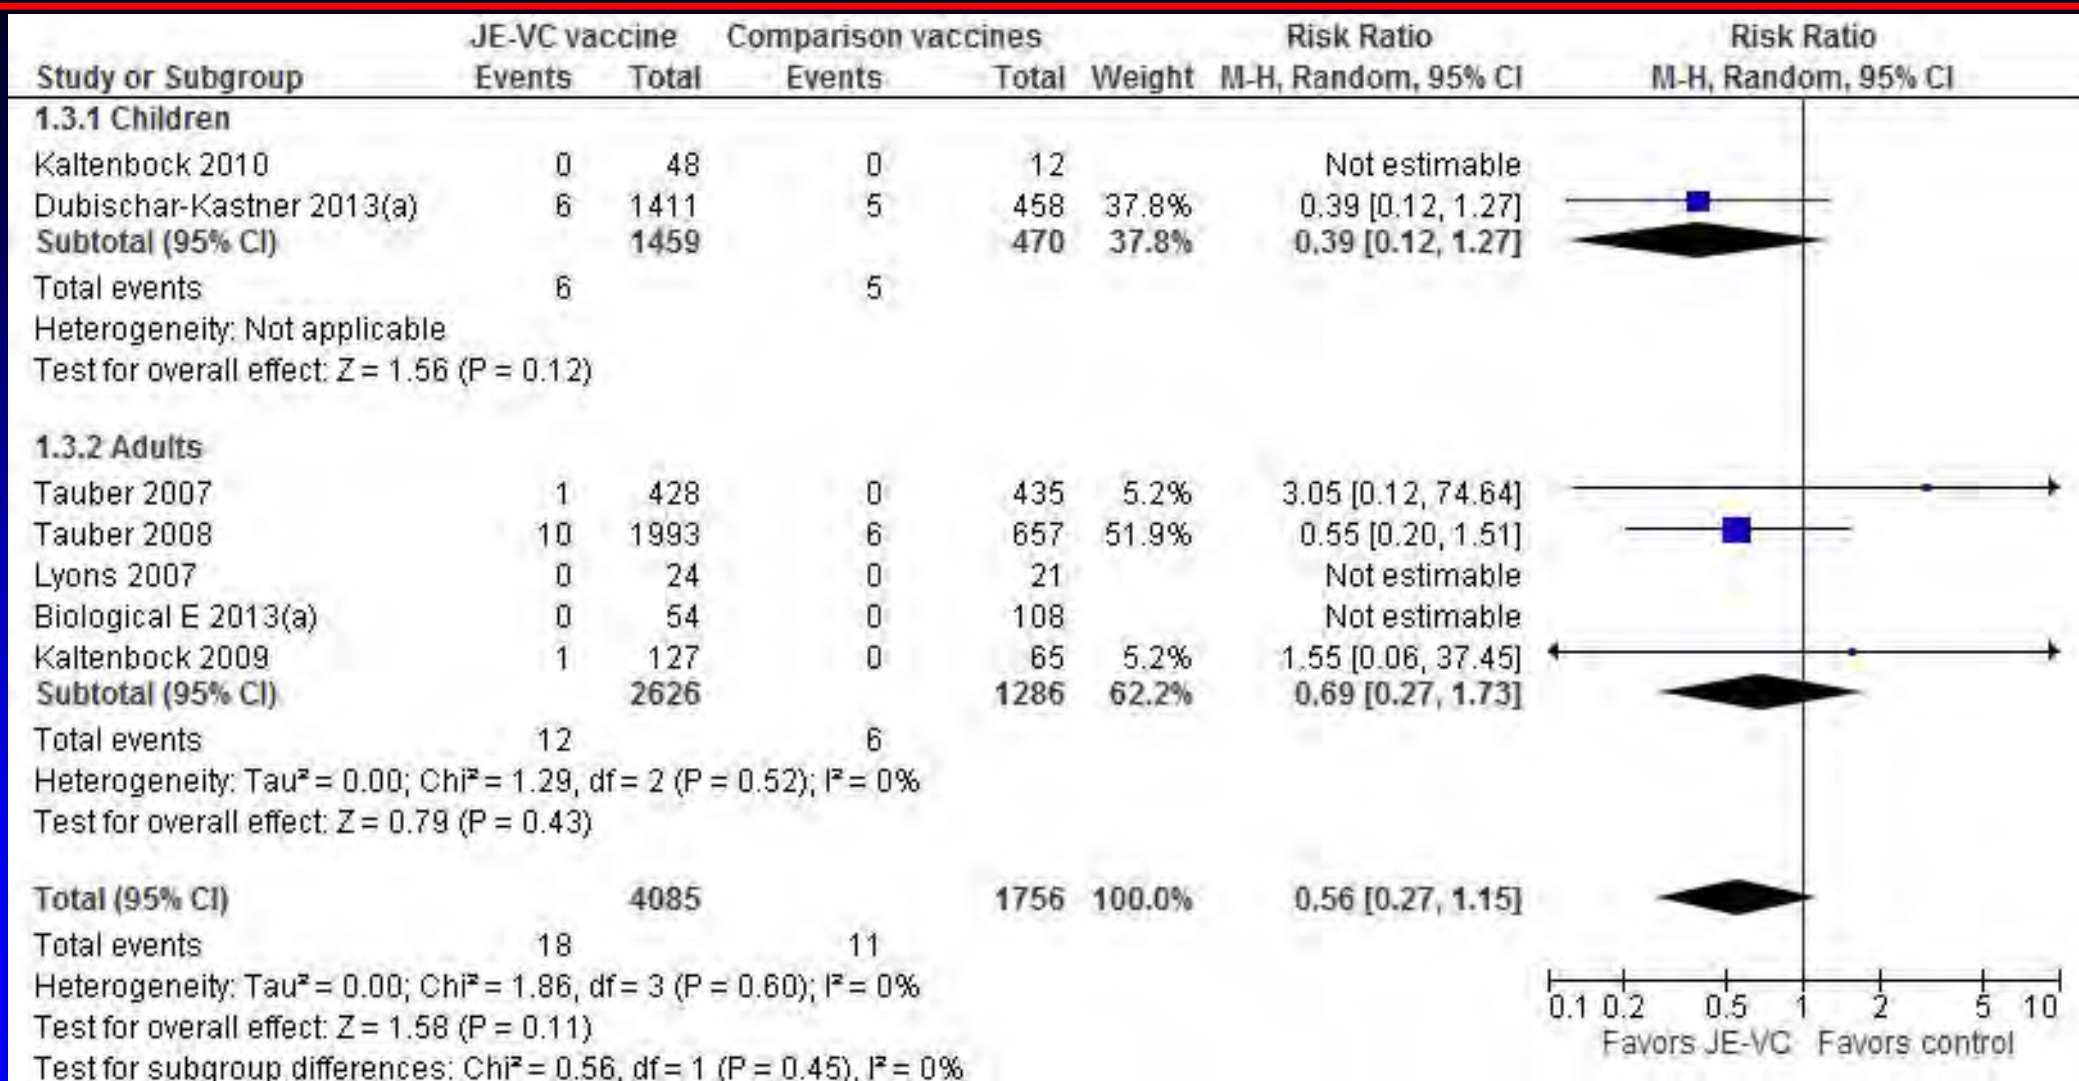 JE-VC vaccine Comparison vaccines Risk Ratio Risk Ratio
Study or Subgroup Events Total Events Total Weight M-H, Random, 95% CI M-H, Random, 95% CI
1.3.1 Children
Kaltenbock 2010 0 48 0 12 Not estimable
Dubischar-Kastner 2013(a) 6 1411 5 458 37.8% 0.39 [0.12, 1.27]
Subtotal (95% CI) 1459 470 37.8% 0.39 [0.12, 1.27]
Total events 6 5
Heterogeneity: Not applicable
Test for overall effect: Z = 1.56 (P = 0.12)
1.3.2 Adults
Tauber 2007 1 428 0 435 5.2% 3.05 [0.12, 74.64]
Tauber 2008 10 1993 6 657 51.9% 0.55 [0.20, 1.51]
Lyons 2007 0 24 0 21 Not estimable
Biological E 2013(a) 0 54 0 108 Not estimable
Kaltenbock 2009 1 127 0 65 5.2% 1.55 [0.06, 37.45]
Subtotal (95% CI) 2626 1286 62.2% 0.69 [0.27, 1.73]
Total events 12 6
Heterogeneity: Tau² = 0.00; Chi² = 1.29, df = 2 (P = 0.52); I² = 0%
Test for overall effect: Z = 0.79 (P = 0.43)
Total (95% CI) 4085 1756 100.0% 0.56 [0.27, 1.15]
Total events 18 11
Heterogeneity: Tau² = 0.00; Chi² = 1.86, df = 3 (P = 0.60); I² = 0%
Test for overall effect: Z = 1.58 (P = 0.11)
Test for subgroup differences: Chi² = 0.56, df = 1 (P = 0.45), I² = 0%
0.1 0.2 0.5 1 2 5 10
Favors JE-VC Favors control